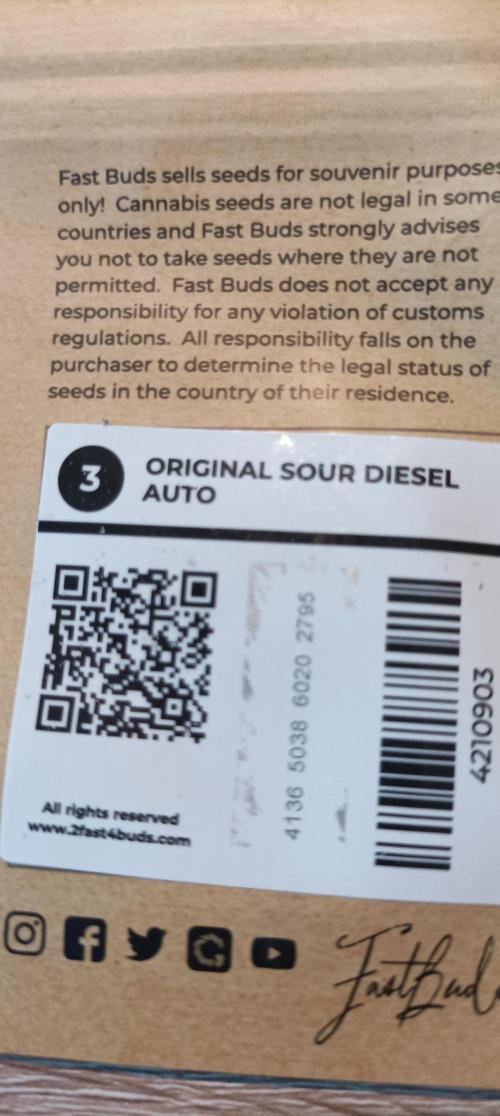 Fast Buds sells seeds for souvenir purposes
only! Cannabis seeds are not legal in some
countries and Fast Buds strongly advises
you not to take seeds where they are not
permitted. Fast Buds does not accept any
responsibility for any violation of customs
regulations. All responsibility falls on the
purchaser to determine the legal status of
seeds in the country of their residence.
3
ORIGINAL SOUR DIESEL
AUTO
4136 5038 6020 2795
4210903
All rights reserved
www.2fast4buds.com
FastBuds